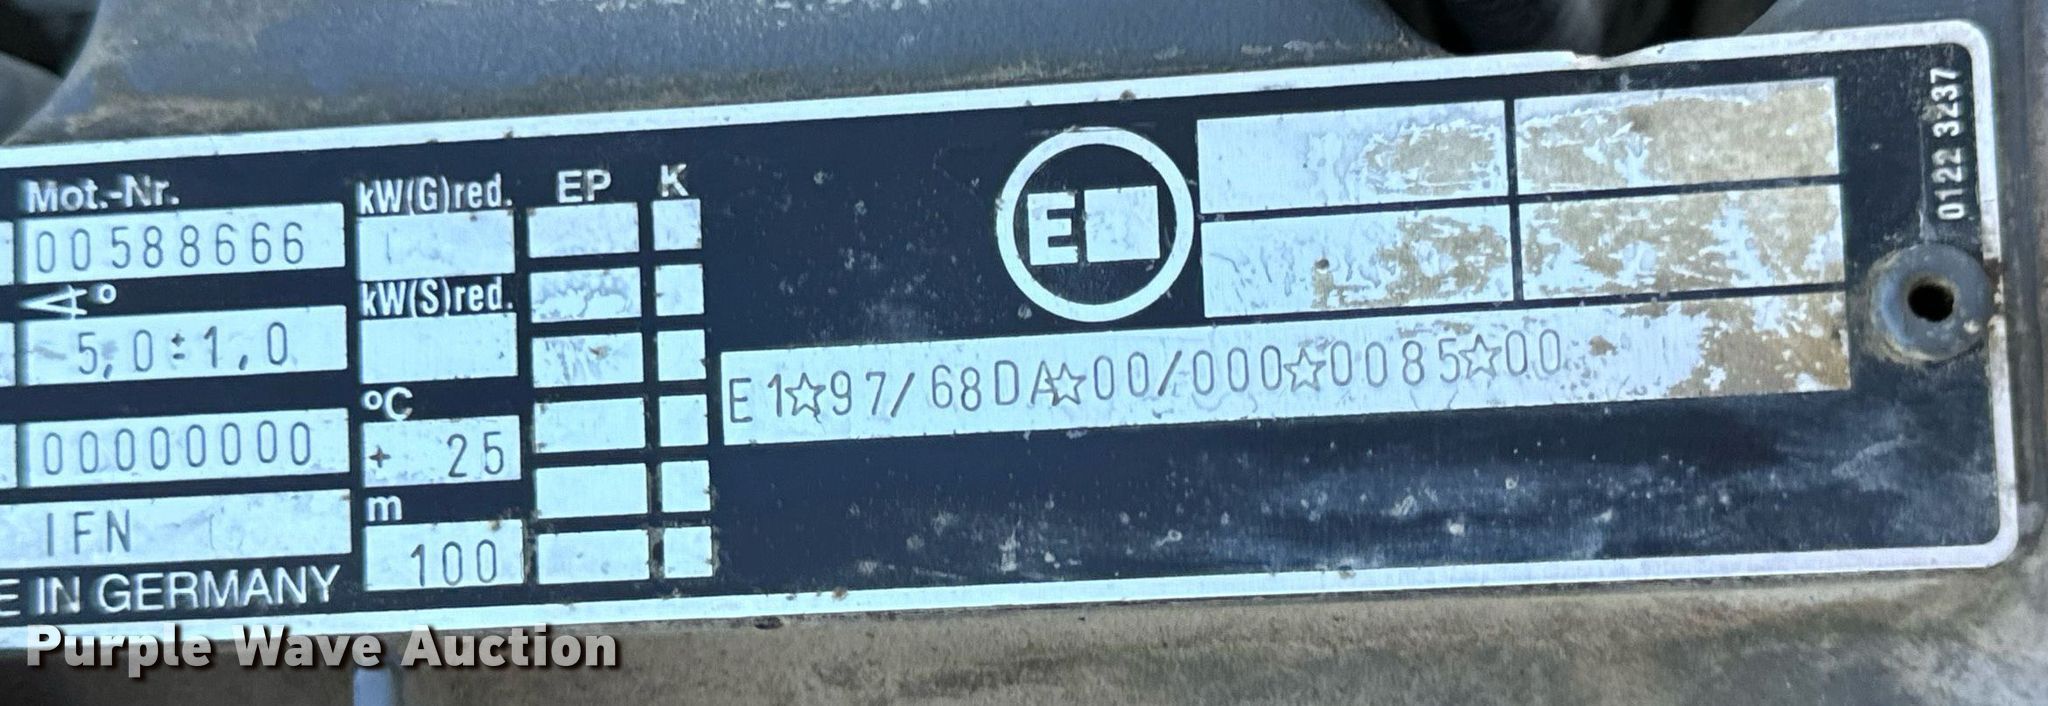 Mot.-Nr.
00588666
∢°
5,0±1,0
00000000
IFN
E IN GERMANY
kW(G)red.
kW(S)red.
°C
+ 25
m
100
EP
K
E
E1☆97/68DA☆00/000☆0085☆00
0122 3237
Purple Wave Auction